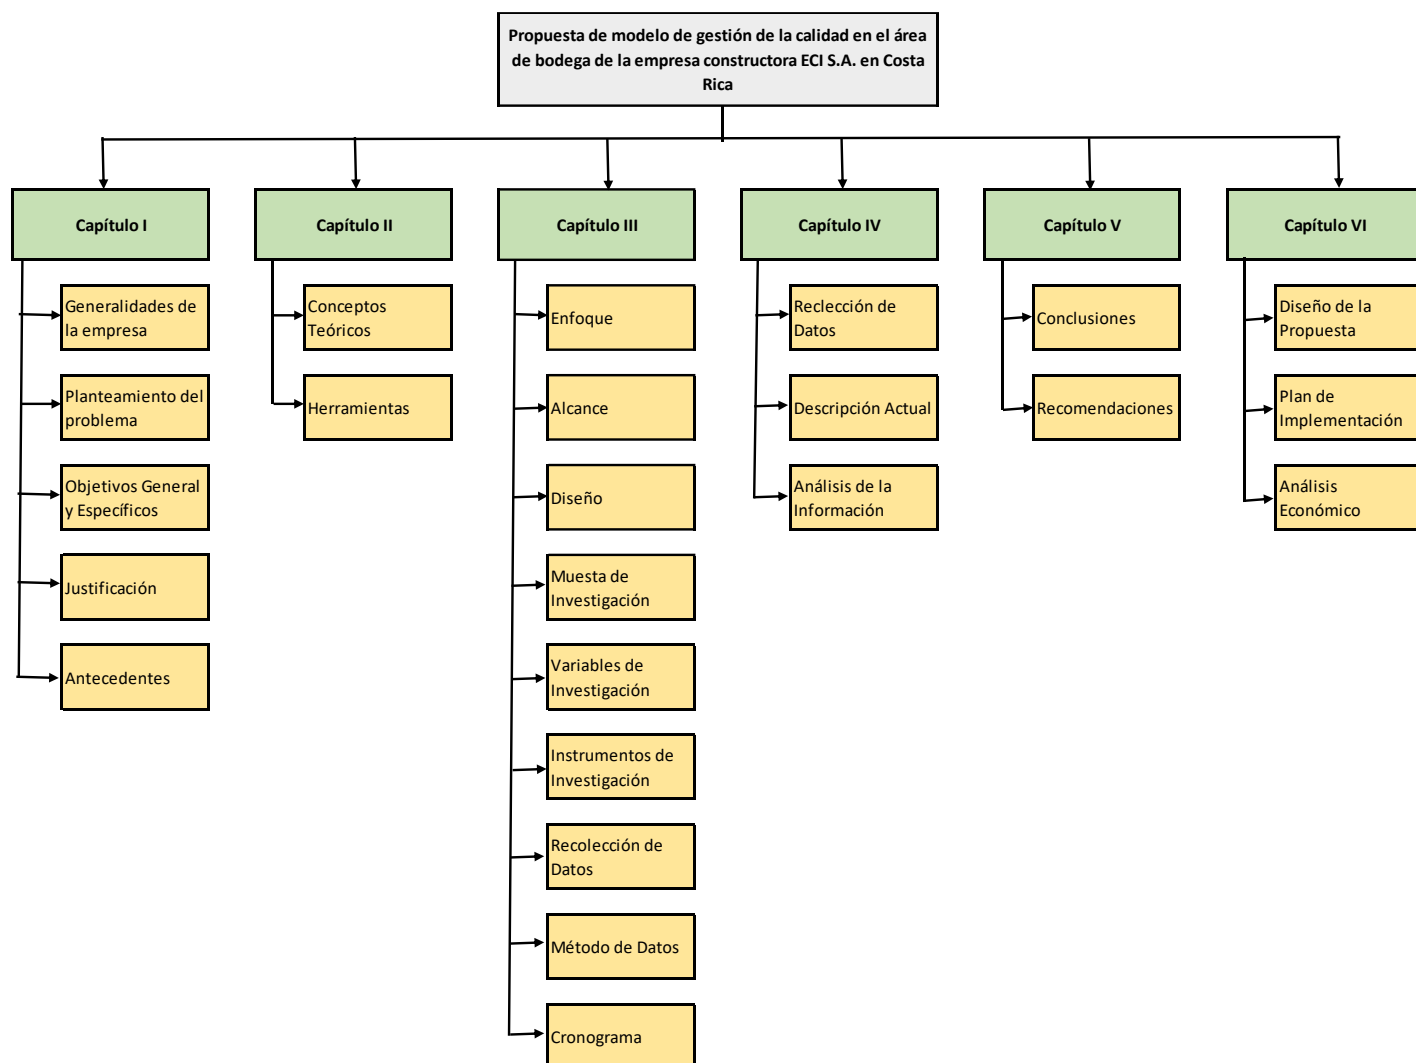 Propuesta de modelo de gestión de la calidad en el área
de bodega de la empresa constructora ECI S.A. en Costa
Rica
Capítulo I
Generalidades de
la empresa
Planteamiento del
problema
Objetivos General
y Específicos
Justificación
Antecedentes
Capítulo II
Conceptos
Teóricos
Herramientas
Capítulo III
Enfoque
Alcance
Diseño
Muesta de
Investigación
Variables de
Investigación
Instrumentos de
Investigación
Recolección de
Datos
Método de Datos
Cronograma
Capítulo IV
Reclección de
Datos
Descripción Actual
Análisis de la
Información
Capítulo V
Conclusiones
Recomendaciones
Capítulo VI
Diseño de la
Propuesta
Plan de
Implementación
Análisis
Económico